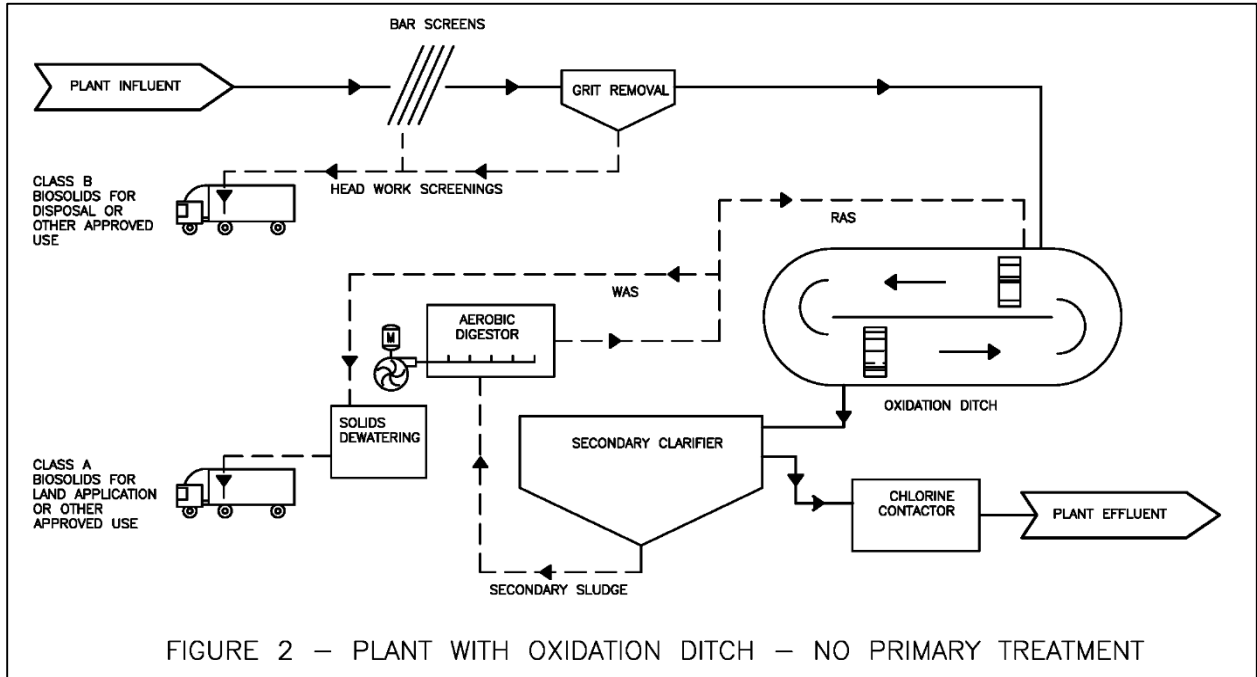 BAR SCREENS
PLANT INFLUENT
GRIT REMOVAL
HEAD WORK SCREENINGS
CLASS B
BIOSOLIDS FOR
DISPOSAL OR
OTHER APPROVED
USE
RAS
WAS
AEROBIC
DIGESTOR
M
OXIDATION DITCH
SOLIDS
DEWATERING
SECONDARY CLARIFIER
CLASS A
BIOSOLIDS FOR
LAND APPLICATION
OR OTHER
APPROVED USE
CHLORINE
CONTACTOR
PLANT EFFLUENT
SECONDARY SLUDGE
FIGURE 2 – PLANT WITH OXIDATION DITCH – NO PRIMARY TREATMENT